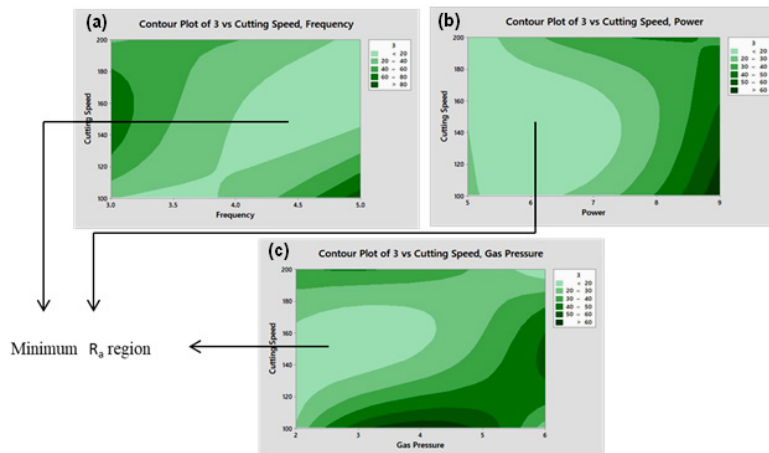 (a)
Contour Plot of 3 vs Cutting Speed, Frequency
3
< 20
20 – 40
40 – 60
60 – 80
> 80
Cutting Speed
200
180
160
140
120
100
3.0 3.5 4.0 4.5 5.0
Frequency
(b)
Contour Plot of 3 vs Cutting Speed, Power
3
< 20
20 – 30
30 – 40
40 – 50
50 – 60
> 60
Cutting Speed
200
180
160
140
120
100
5 6 7 8 9
Power
(c)
Contour Plot of 3 vs Cutting Speed, Gas Pressure
3
< 20
20 – 30
30 – 40
40 – 50
50 – 60
> 60
Cutting Speed
200
180
160
140
120
100
2 3 4 5 6
Gas Pressure
Minimum Ra region